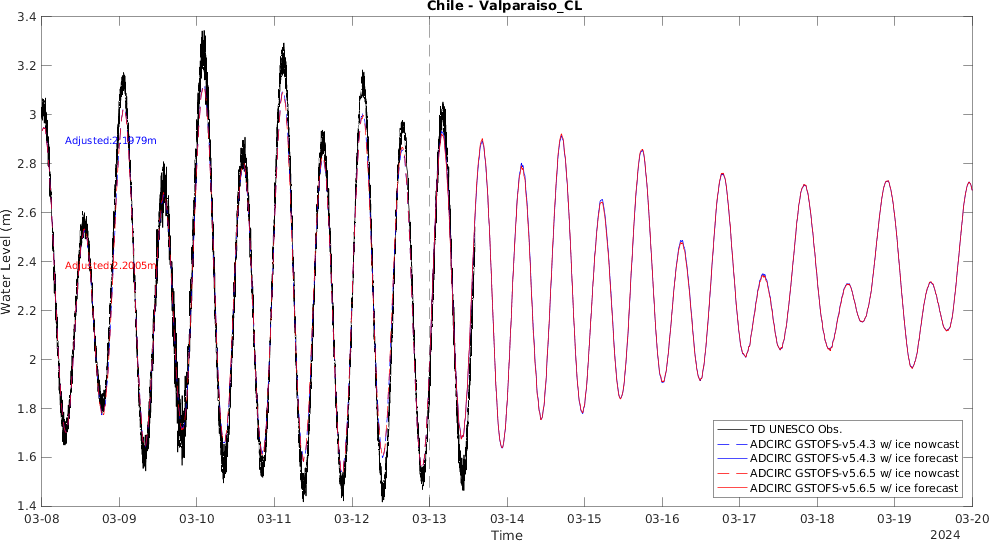 Chile - Valparaiso_CL
3.4
3.2
3
2.8
2.6
2.4
2.2
2
1.8
1.6
1.4
Water Level (m)
Adjusted:2.1979m
Adjusted:2.2005m
TD UNESCO Obs.
ADCIRC GSTOFS-v5.4.3 w/ ice nowcast
ADCIRC GSTOFS-v5.4.3 w/ ice forecast
ADCIRC GSTOFS-v5.6.5 w/ ice nowcast
ADCIRC GSTOFS-v5.6.5 w/ ice forecast
03-08 03-09 03-10 03-11 03-12 03-13 03-14 03-15 03-16 03-17 03-18 03-19 03-20
Time
2024